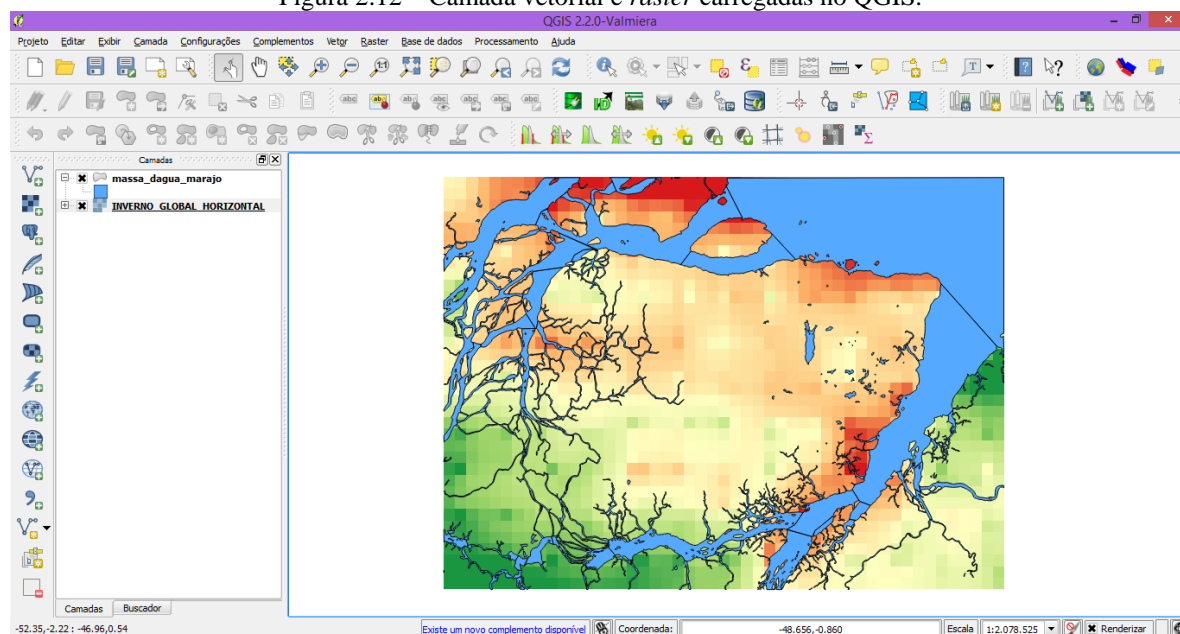 Figura 2.12 – Camada vetorial e raster carregadas no QGIS.
QGIS 2.2.0-Valmiera
Projeto Editar Exibir Camada Configurações Complementos Vetor Raster Base de dados Processamento Ajuda
Camadas
massa_dagua_marajo
INVERNO_GLOBAL_HORIZONTAL
Camadas Buscador
-52.35,-2.22 : -46.96,0.54 Existe um novo complemento disponível Coordenada: -48.656,-0.860 Escala 1:2.078.525 Renderizar